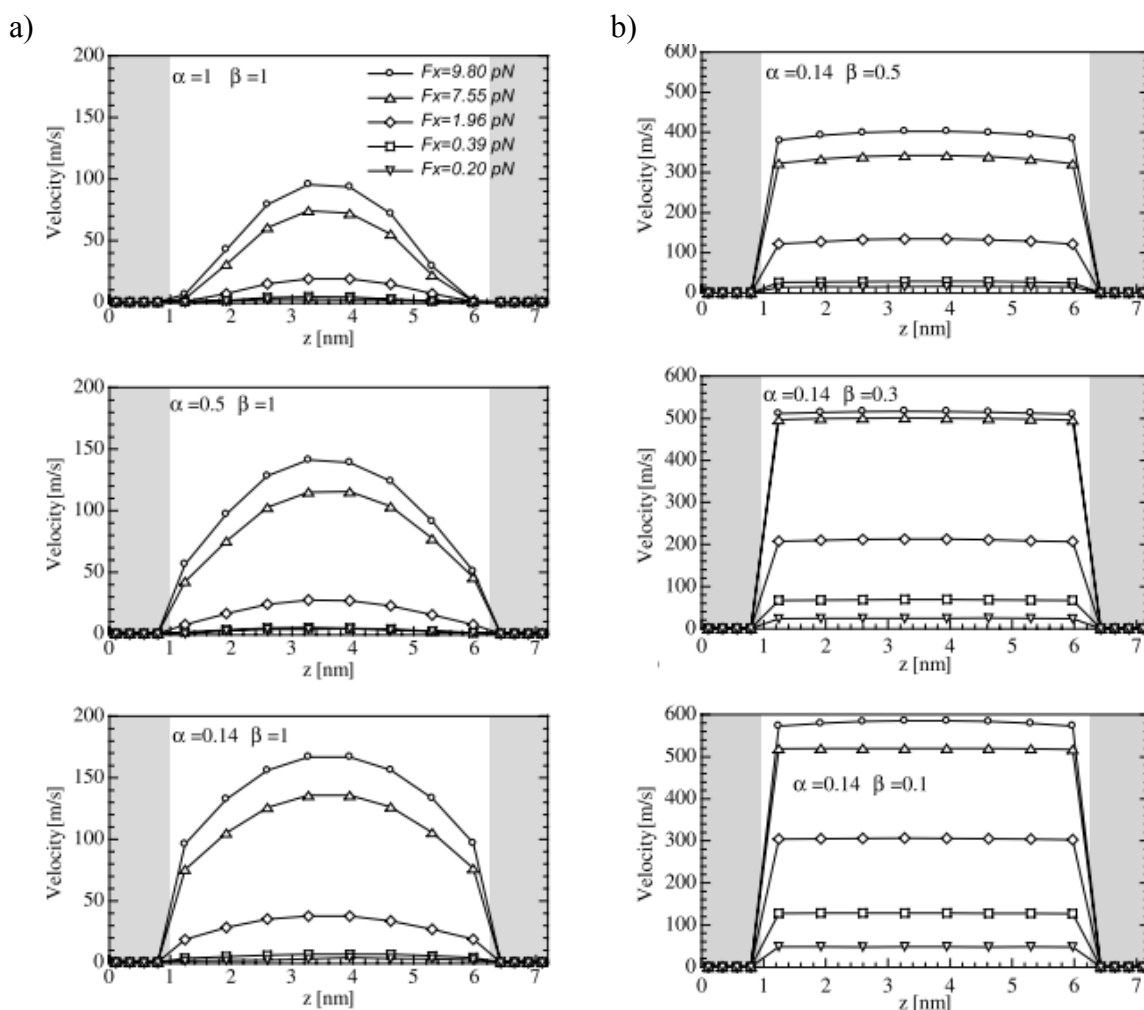 a)
200
150
100
50
0
Velocity[m/s]
α=1 β=1
Fx=9.80 pN
Fx=7.55 pN
Fx=1.96 pN
Fx=0.39 pN
Fx=0.20 pN
0 1 2 3 4 5 6 7
z [nm]
200
150
100
50
0
Velocity[m/s]
α=0.5 β=1
0 1 2 3 4 5 6 7
z [nm]
200
150
100
50
0
Velocity[m/s]
α=0.14 β=1
0 1 2 3 4 5 6 7
z [nm]
b)
600
500
400
300
200
100
0
Velocity[m/s]
α=0.14 β=0.5
0 1 2 3 4 5 6 7
z [nm]
600
500
400
300
200
100
0
Velocity[m/s]
α=0.14 β=0.3
0 1 2 3 4 5 6 7
z [nm]
600
500
400
300
200
100
0
Velocity[m/s]
α=0.14 β=0.1
0 1 2 3 4 5 6 7
z [nm]